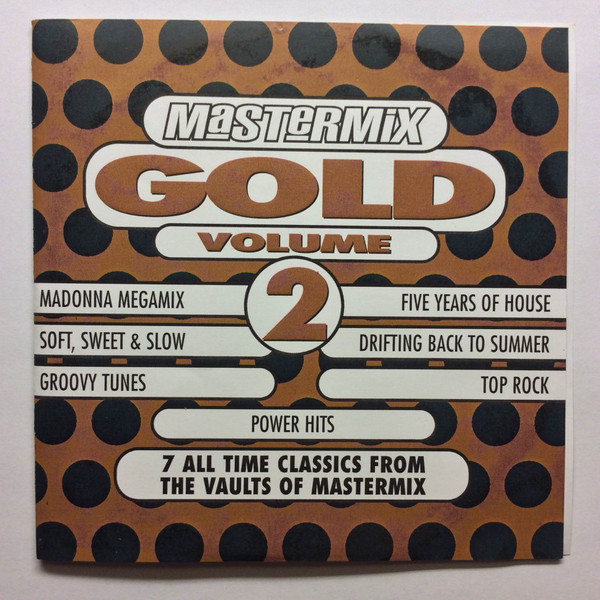 MaSTeRMiX
GOLD
VOLUME
2
MADONNA MEGAMIX
FIVE YEARS OF HOUSE
SOFT, SWEET & SLOW
DRIFTING BACK TO SUMMER
GROOVY TUNES
TOP ROCK
POWER HITS
7 ALL TIME CLASSICS FROM
THE VAULTS OF MASTERMIX